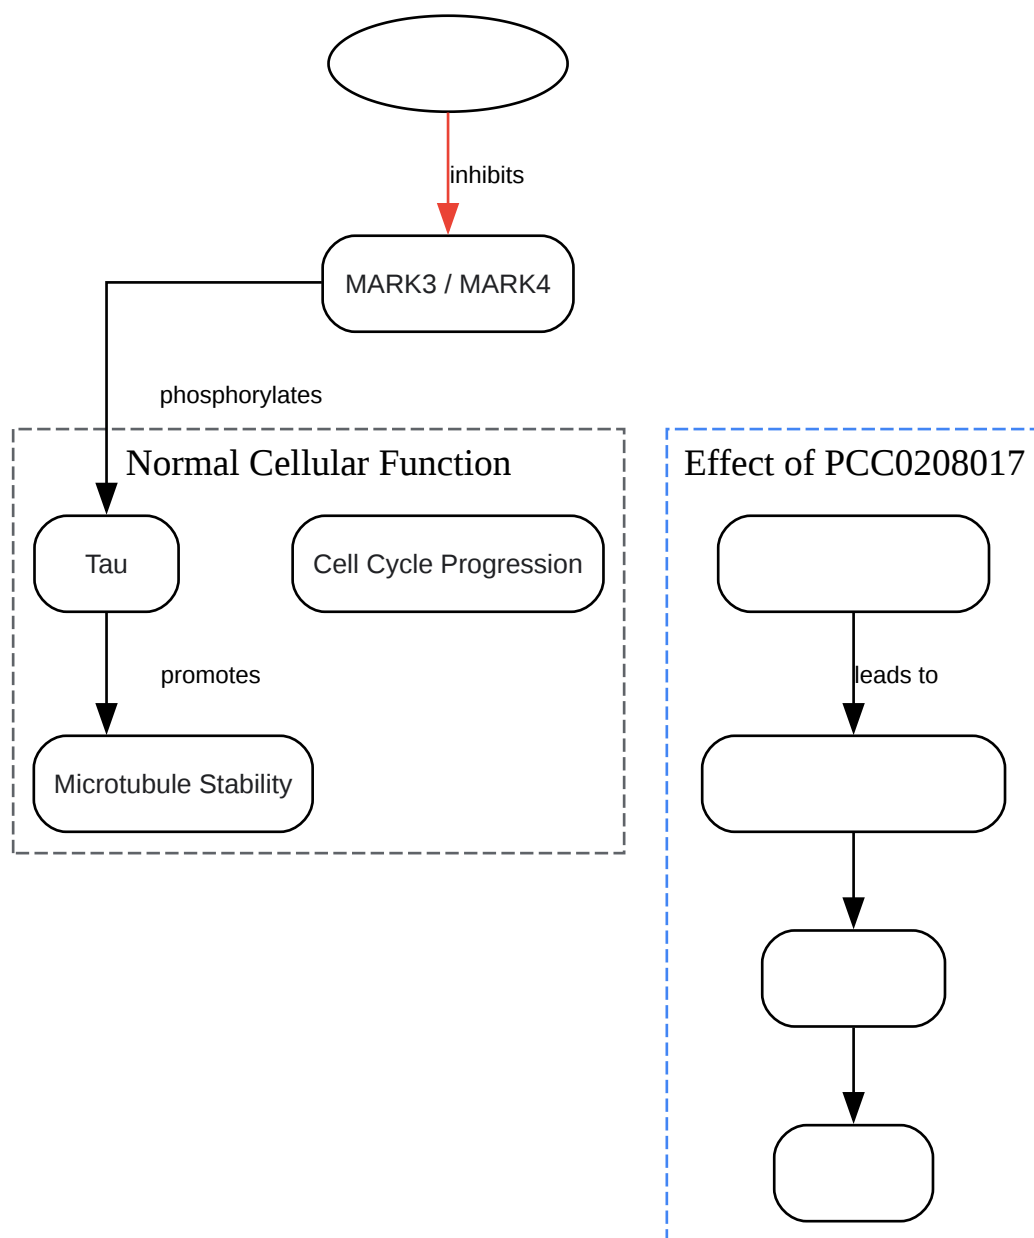 inhibits
MARK3 / MARK4
phosphorylates
Normal Cellular Function
Effect of PCC0208017
Tau
Cell Cycle Progression
promotes
leads to
Microtubule Stability